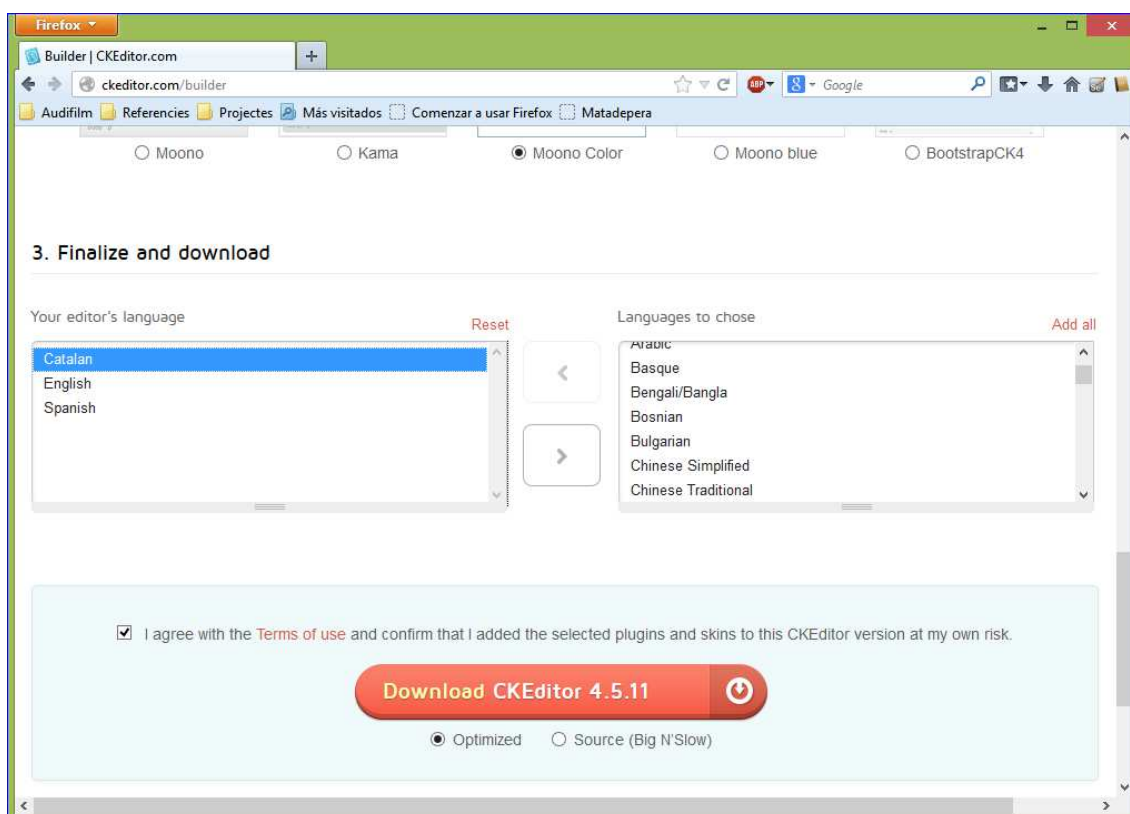 Firefox
Builder | CKEditor.com
ckeditor.com/builder
ABP
8
Google
Audifilm Referencies Projectes Más visitados Comenzar a usar Firefox Matadepera
Moono Kama Moono Color Moono blue BootstrapCK4
3. Finalize and download
Your editor's language Reset Languages to chose Add all
Catalan
English
Spanish
Arabic
Basque
Bengali/Bangla
Bosnian
Bulgarian
Chinese Simplified
Chinese Traditional
I agree with the Terms of use and confirm that I added the selected plugins and skins to this CKEditor version at my own risk.
Download CKEditor 4.5.11
Optimized Source (Big N'Slow)